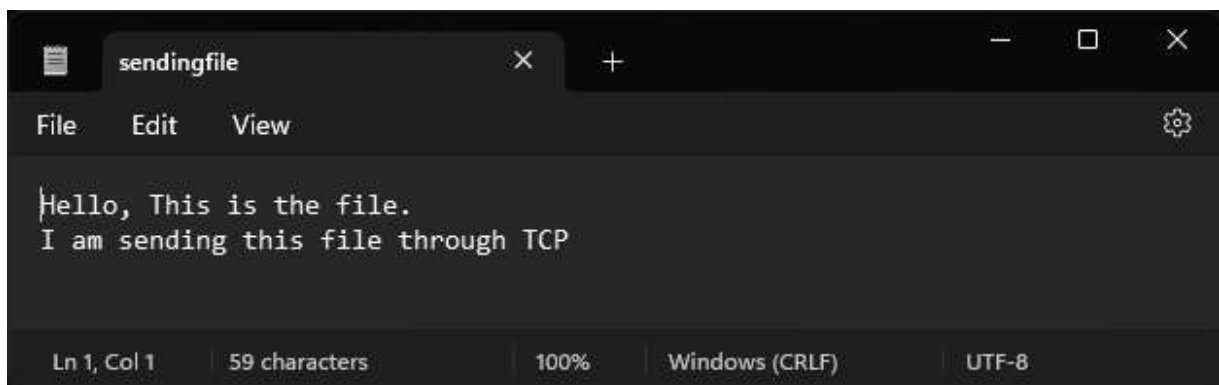 sendingfile
File Edit View
Hello, This is the file.
I am sending this file through TCP
Ln 1, Col 1 59 characters 100% Windows (CRLF) UTF-8